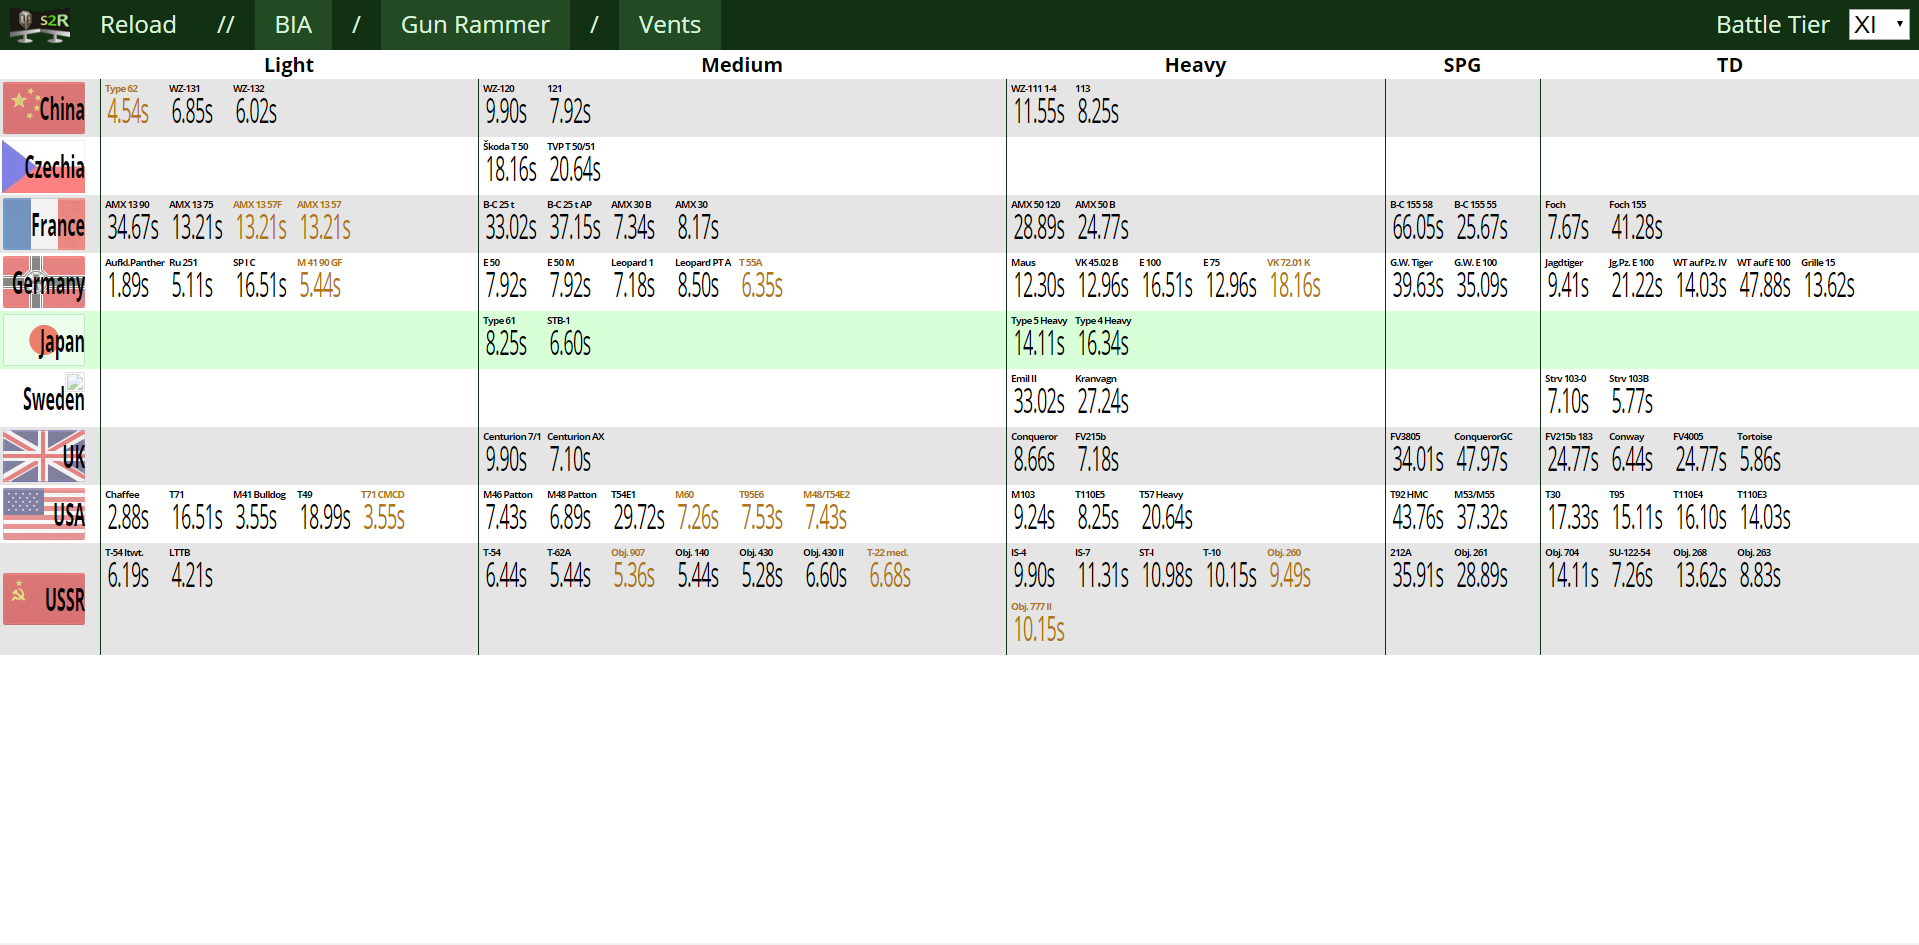 S2R Reload // BIA / Gun Rammer / Vents Battle Tier XI
Light Medium Heavy SPG TD
Type 62 WZ-131 WZ-132 WZ-120 121 WZ-111 1-4 113
China 4.54s 6.85s 6.02s 9.90s 7.92s 11.55s 8.25s
Škoda T 50 TVP T 50/51
Czechia 18.16s 20.64s
AMX 13 90 AMX 13 75 AMX 13 57F AMX 13 57 B-C 25 t B-C 25 t AP AMX 30 B AMX 30 AMX 50 120 AMX 50 B B-C 155 58 B-C 155 55 Foch Foch 155
France 34.67s 13.21s 13.21s 13.21s 33.02s 37.15s 7.34s 8.17s 28.89s 24.77s 66.05s 25.67s 7.67s 41.28s
Aufkl.Panther Ru 251 SP I C M 41 90 GF E 50 E 50 M Leopard 1 Leopard PT A T 55A Maus VK 45.02 B E 100 E 75 VK 72.01 K G.W. Tiger G.W. E 100 Jagdtiger Jg.Pz. E 100 WT auf Pz. IV WT auf E 100 Grille 15
Germany 1.89s 5.11s 16.51s 5.44s 7.92s 7.92s 7.18s 8.50s 6.35s 12.30s 12.96s 16.51s 12.96s 18.16s 39.63s 35.09s 9.41s 21.22s 14.03s 47.88s 13.62s
Type 61 STB-1 Type 5 Heavy Type 4 Heavy
Japan 8.25s 6.60s 14.11s 16.34s
Emil II Kranvagn Strv 103-0 Strv 103B
Sweden 33.02s 27.24s 7.10s 5.77s
Centurion 7/1 Centurion AX Conqueror FV215b FV3805 ConquerorGC FV215b 183 Conway FV4005 Tortoise
UK 9.90s 7.10s 8.66s 7.18s 34.01s 47.97s 24.77s 6.44s 24.77s 5.86s
Chaffee T71 M41 Bulldog T49 T71 CMCD M46 Patton M48 Patton T54E1 M60 T95E6 M48/T54E2 M103 T110E5 T57 Heavy T92 HMC M53/M55 T30 T95 T110E4 T110E3
USA 2.88s 16.51s 3.55s 18.99s 3.55s 7.43s 6.89s 29.72s 7.26s 7.53s 7.43s 9.24s 8.25s 20.64s 43.76s 37.32s 17.33s 15.11s 16.10s 14.03s
T-54 ltwt. LTTB T-54 T-62A Obj. 907 Obj. 140 Obj. 430 Obj. 430 II T-22 med. IS-4 IS-7 ST-I T-10 Obj. 260 212A Obj. 261 Obj. 704 SU-122-54 Obj. 268 Obj. 263
USSR 6.19s 4.21s 6.44s 5.44s 5.36s 5.44s 5.28s 6.60s 6.68s 9.90s 11.31s 10.98s 10.15s 9.49s 35.91s 28.89s 14.11s 7.26s 13.62s 8.83s
Obj. 777 II
10.15s